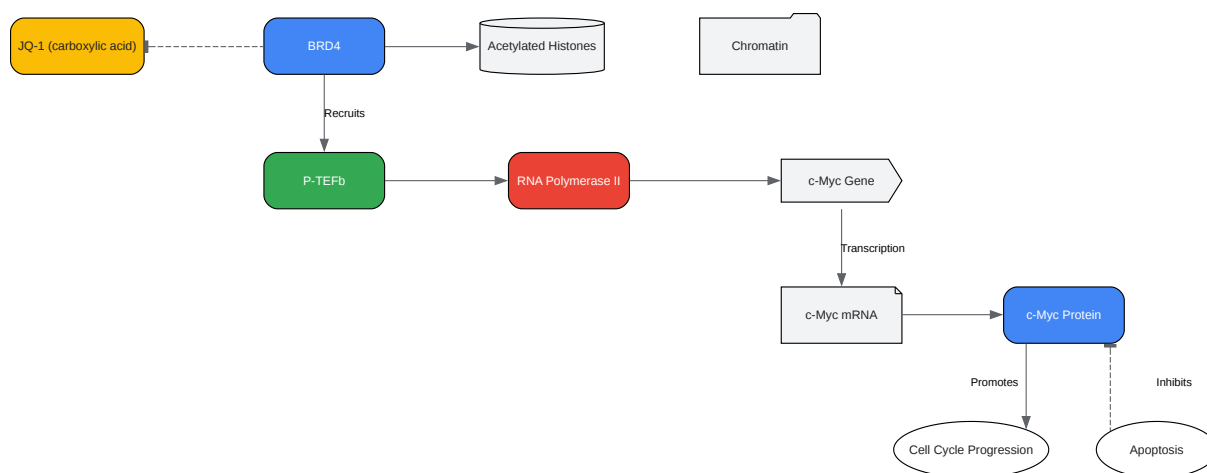 JQ-1 (carboxylic acid)
BRD4
Acetylated Histones
Chromatin
Recruits
P-TEFb
RNA Polymerase II
c-Myc Gene
Transcription
c-Myc mRNA
c-Myc Protein
Promotes
Inhibits
Cell Cycle Progression
Apoptosis